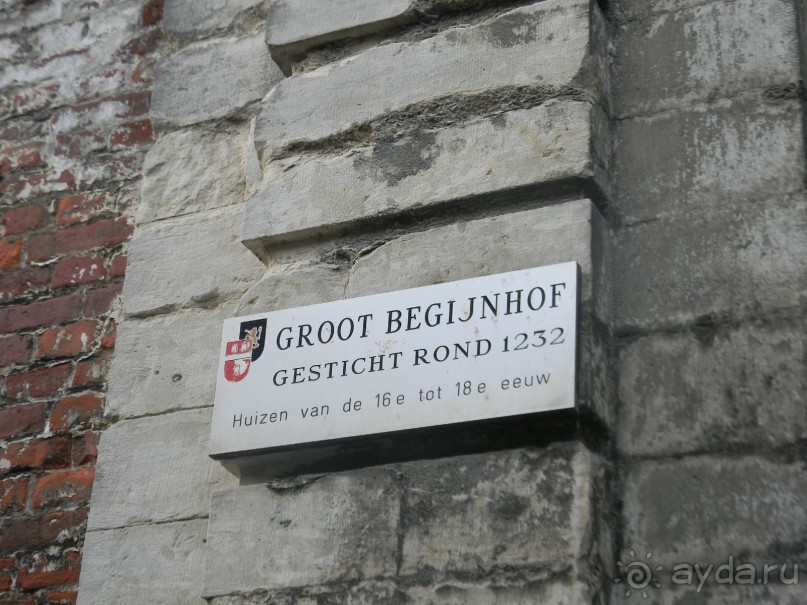 GROOT BEGIJNHOF
GESTICHT ROND 1232
Huizen van de 16e tot 18e eeuw
ayda.ru